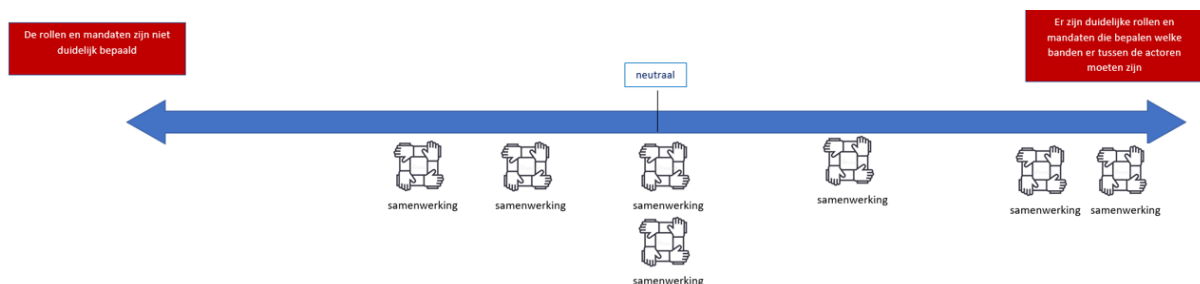 De rollen en mandaten zijn niet
duidelijk bepaald
Er zijn duidelijke rollen en
mandaten die bepalen welke
banden er tussen de actoren
moeten zijn
neutraal
samenwerking
samenwerking
samenwerking
samenwerking
samenwerking
samenwerking
samenwerking